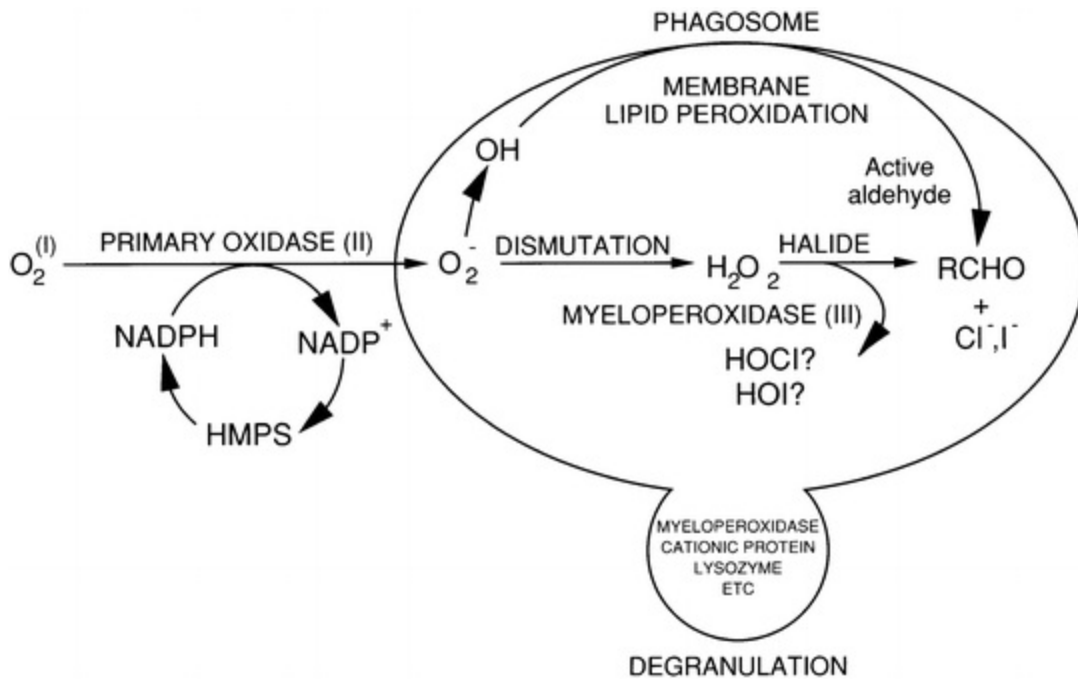 PHAGOSOME
MEMBRANE
LIPID PEROXIDATION
OH
Active
aldehyde
O₂⁽ᴵ⁾
PRIMARY OXIDASE (II)
O₂⁻
DISMUTATION
H₂O₂
HALIDE
RCHO
+
Cl⁻,I⁻
NADPH
NADP⁺
HMPS
MYELOPEROXIDASE (III)
HOCl?
HOI?
MYELOPEROXIDASE
CATIONIC PROTEIN
LYSOZYME
ETC
DEGRANULATION